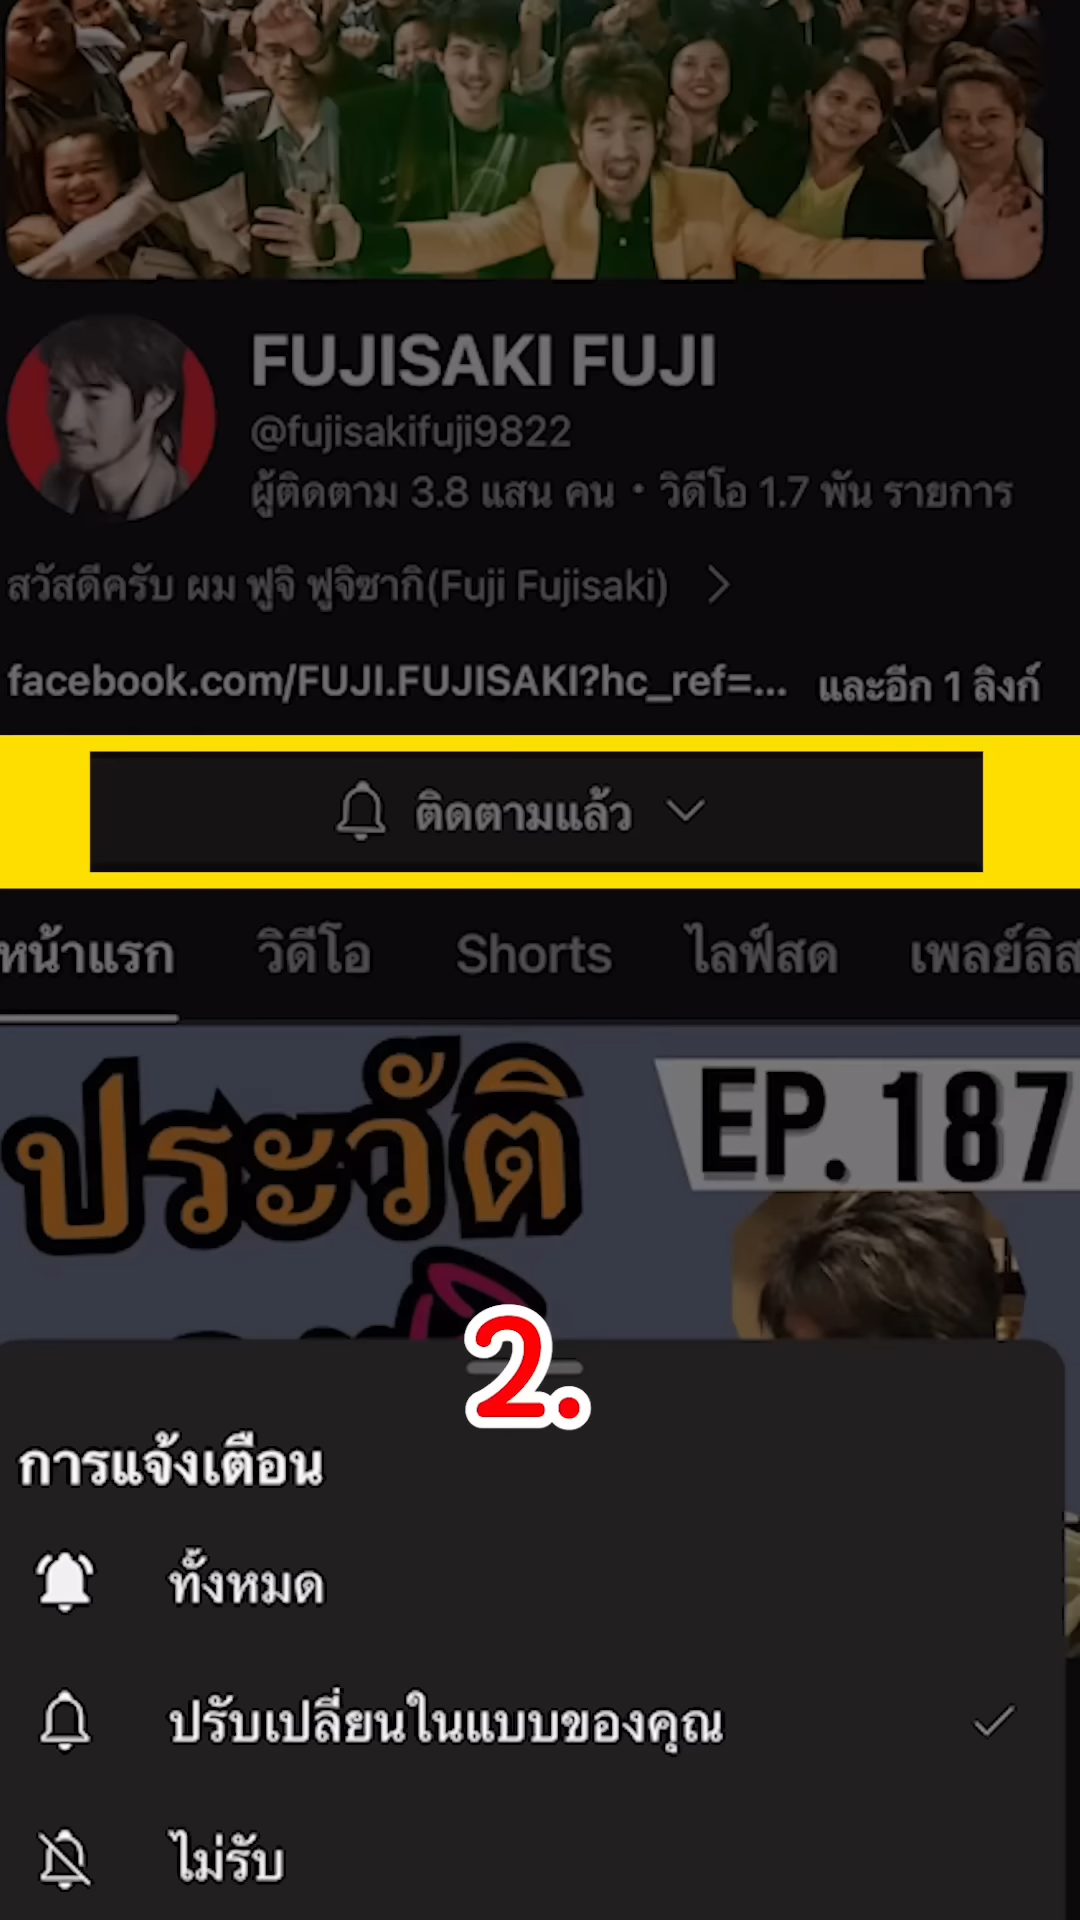 FUJISAKI FUJI
@fujisakifuji9822
ผู้ติดตาม 3.8 แสน คน • วิดีโอ 1.7 พัน รายการ
สวัสดีครับ ผม ฟูจิ ฟูจิซากิ(Fuji Fujisaki)
facebook.com/FUJI.FUJISAKI?hc_ref=... และอีก 1 ลิงก์
ติดตามแล้ว
หน้าแรก วิดีโอ Shorts ไลฟ์สด เพลย์ลิส
ประวัติ
EP. 187
2.
การแจ้งเตือน
ทั้งหมด
ปรับเปลี่ยนในแบบของคุณ
ไม่รับ